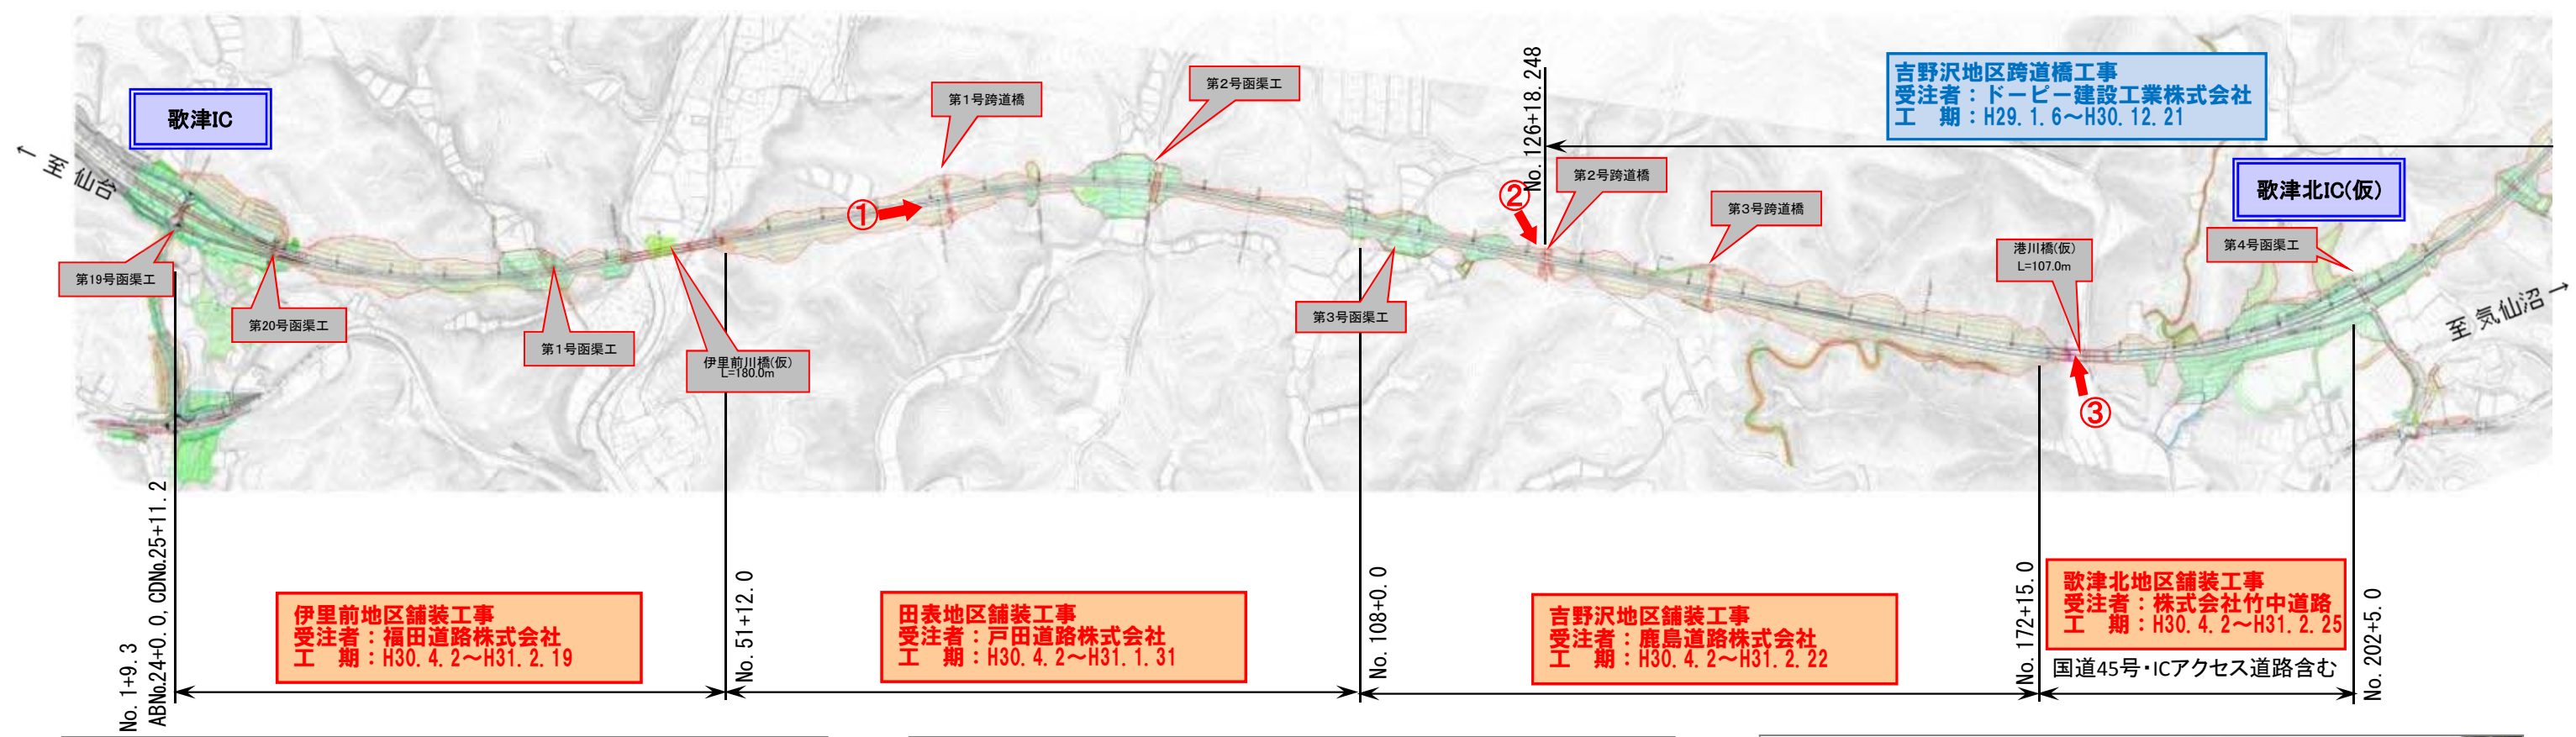 歌津IC
← 至 仙台
第19号函渠工
第20号函渠工
第1号函渠工
伊里前川橋(仮)
L=180.0m
第1号跨道橋
第2号函渠工
①
第3号函渠工
②
No.126+18.248
第2号跨道橋
第3号跨道橋
吉野沢地区跨道橋工事
受注者：ドーピー建設工業株式会社
工　期：H29.1.6～H30.12.21
歌津北IC(仮)
港川橋(仮)
L=107.0m
第4号函渠工
③
至 気仙沼 →
No.1+9.3
ABNo.24+0.0, CDNo.25+11.2
伊里前地区舗装工事
受注者：福田道路株式会社
工　期：H30.4.2～H31.2.19
No.51+12.0
田表地区舗装工事
受注者：戸田道路株式会社
工　期：H30.4.2～H31.1.31
No.108+0.0
吉野沢地区舗装工事
受注者：鹿島道路株式会社
工　期：H30.4.2～H31.2.22
No.172+15.0
歌津北地区舗装工事
受注者：株式会社竹中道路
工　期：H30.4.2～H31.2.25
国道45号・ICアクセス道路含む
No.202+5.0